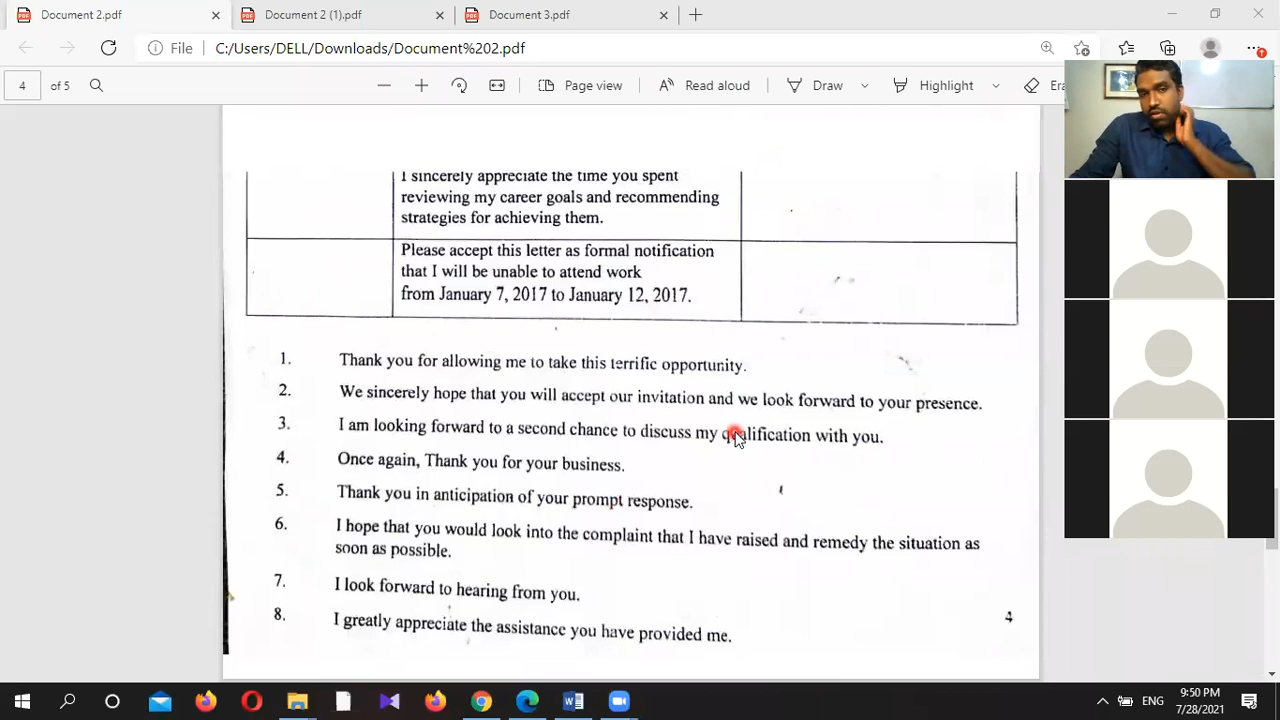 Document 2.pdf
Document 2 (1).pdf
Document 3.pdf
File
C:/Users/DELL/Downloads/Document%202.pdf
4 of 5
Page view
Read aloud
Draw
Highlight
I sincerely appreciate the time you spent
reviewing my career goals and recommending
strategies for achieving them.
Please accept this letter as formal notification
that I will be unable to attend work
from January 7, 2017 to January 12, 2017.
1. Thank you for allowing me to take this terrific opportunity.
2. We sincerely hope that you will accept our invitation and we look forward to your presence.
3. I am looking forward to a second chance to discuss my qualification with you.
4. Once again, Thank you for your business.
5. Thank you in anticipation of your prompt response.
6. I hope that you would look into the complaint that I have raised and remedy the situation as
soon as possible.
7. I look forward to hearing from you.
8. I greatly appreciate the assistance you have provided me.
4
ENG
9:50 PM
7/28/2021